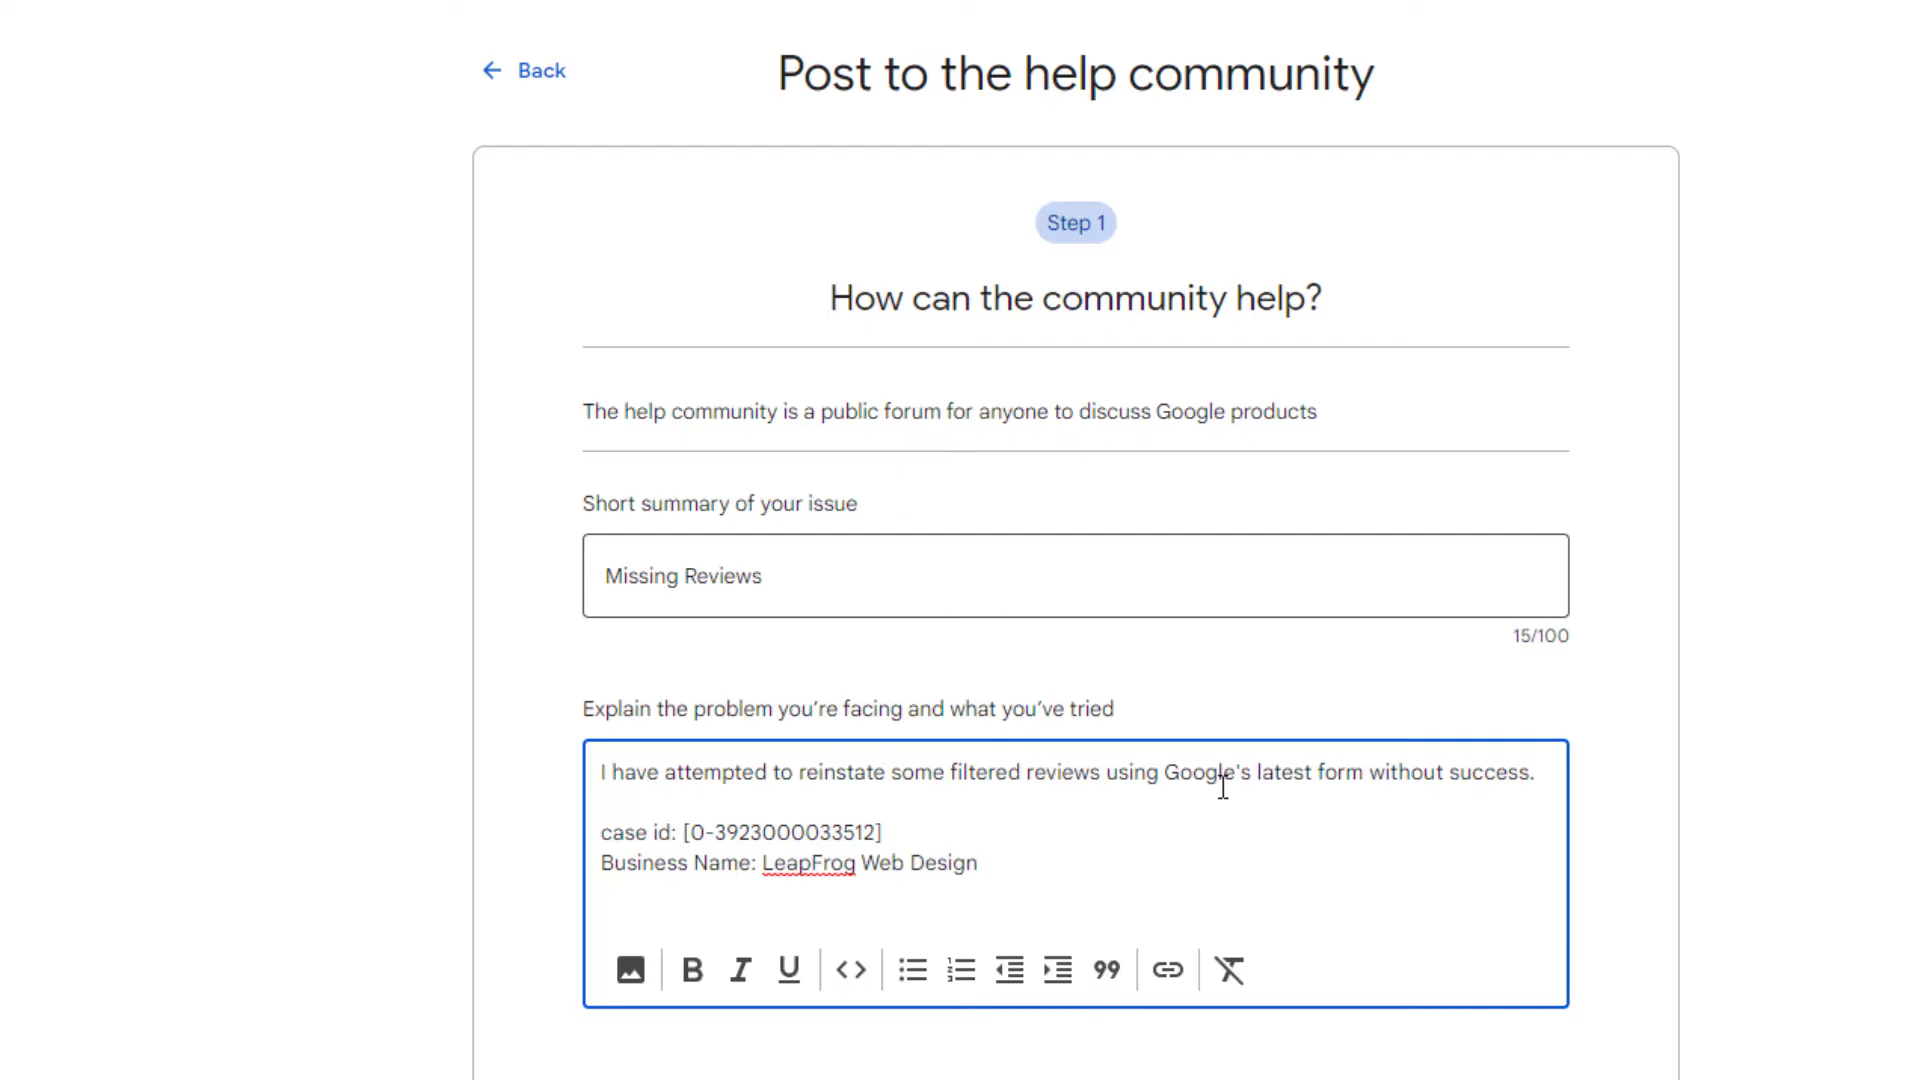 Back
Post to the help community
Step 1
How can the community help?
The help community is a public forum for anyone to discuss Google products
Short summary of your issue
Missing Reviews
15/100
Explain the problem you're facing and what you've tried
I have attempted to reinstate some filtered reviews using Google's latest form without success.
case id: [0-3923000033512]
Business Name: LeapFrog Web Design